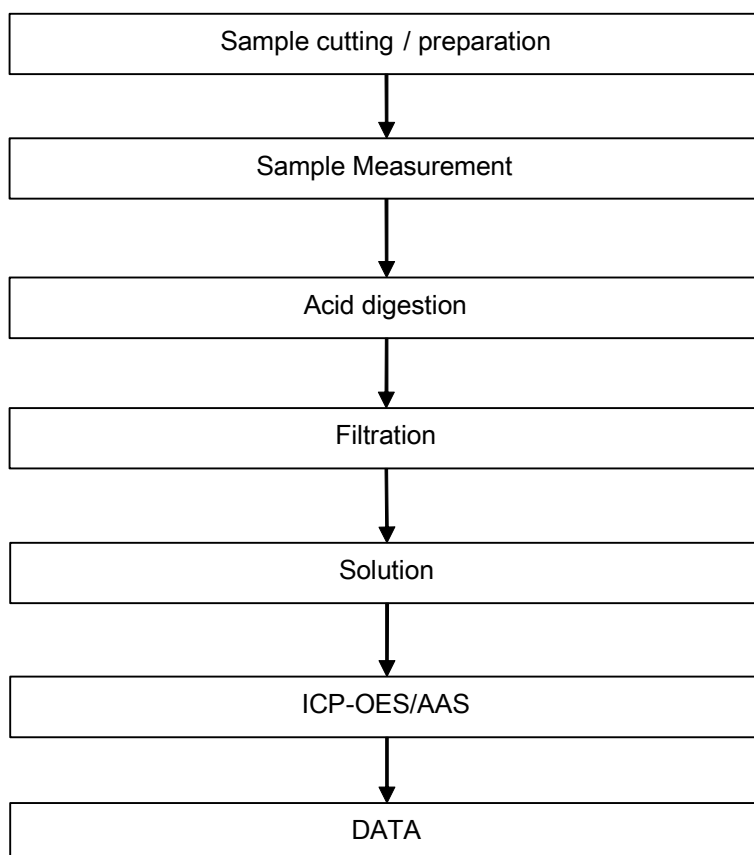 Sample cutting / preparation
Sample Measurement
Acid digestion
Filtration
Solution
ICP-OES/AAS
DATA